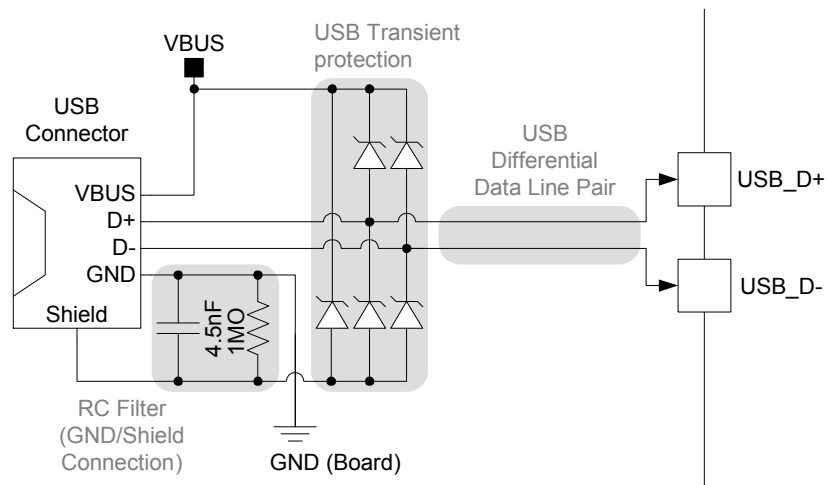 VBUS
USB Transient
protection
USB
Connector
USB
Differential
Data Line Pair
VBUS
D+
D-
GND
Shield
USB_D+
USB_D-
4.5nF
1MO
RC Filter
(GND/Shield
Connection)
GND (Board)